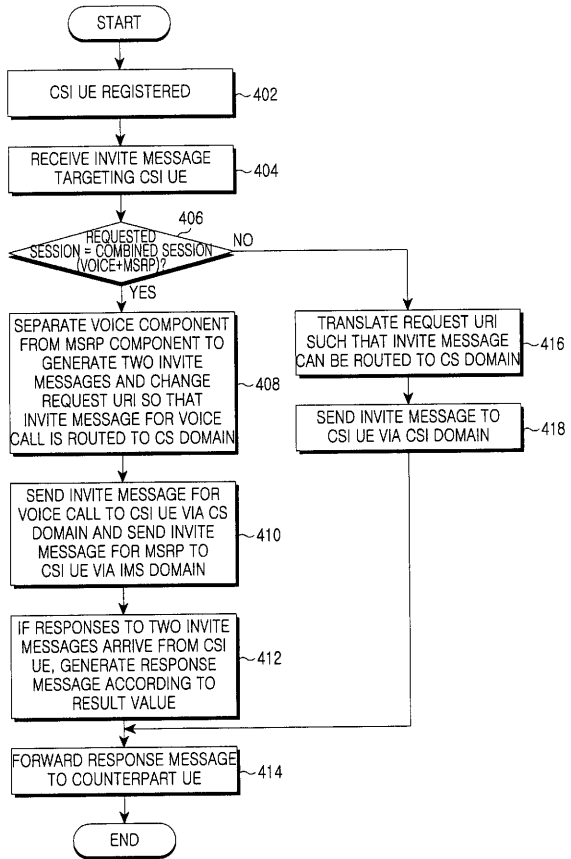 START
CSI UE REGISTERED
402
RECEIVE INVITE MESSAGE
TARGETING CSI UE
404
406
REQUESTED
SESSION = COMBINED SESSION
(VOICE+MSRP)?
NO
YES
SEPARATE VOICE COMPONENT
FROM MSRP COMPONENT TO
GENERATE TWO INVITE
MESSAGES AND CHANGE
REQUEST URI SO THAT
INVITE MESSAGE FOR VOICE
CALL IS ROUTED TO CS DOMAIN
408
TRANSLATE REQUEST URI
SUCH THAT INVITE MESSAGE
CAN BE ROUTED TO CS DOMAIN
416
SEND INVITE MESSAGE TO
CSI UE VIA CSI DOMAIN
418
SEND INVITE MESSAGE FOR
VOICE CALL TO CSI UE VIA CS
DOMAIN AND SEND INVITE
MESSAGE FOR MSRP TO
CSI UE VIA IMS DOMAIN
410
IF RESPONSES TO TWO INVITE
MESSAGES ARRIVE FROM CSI
UE, GENERATE RESPONSE
MESSAGE ACCORDING TO
RESULT VALUE
412
FORWARD RESPONSE MESSAGE
TO COUNTERPART UE
414
END